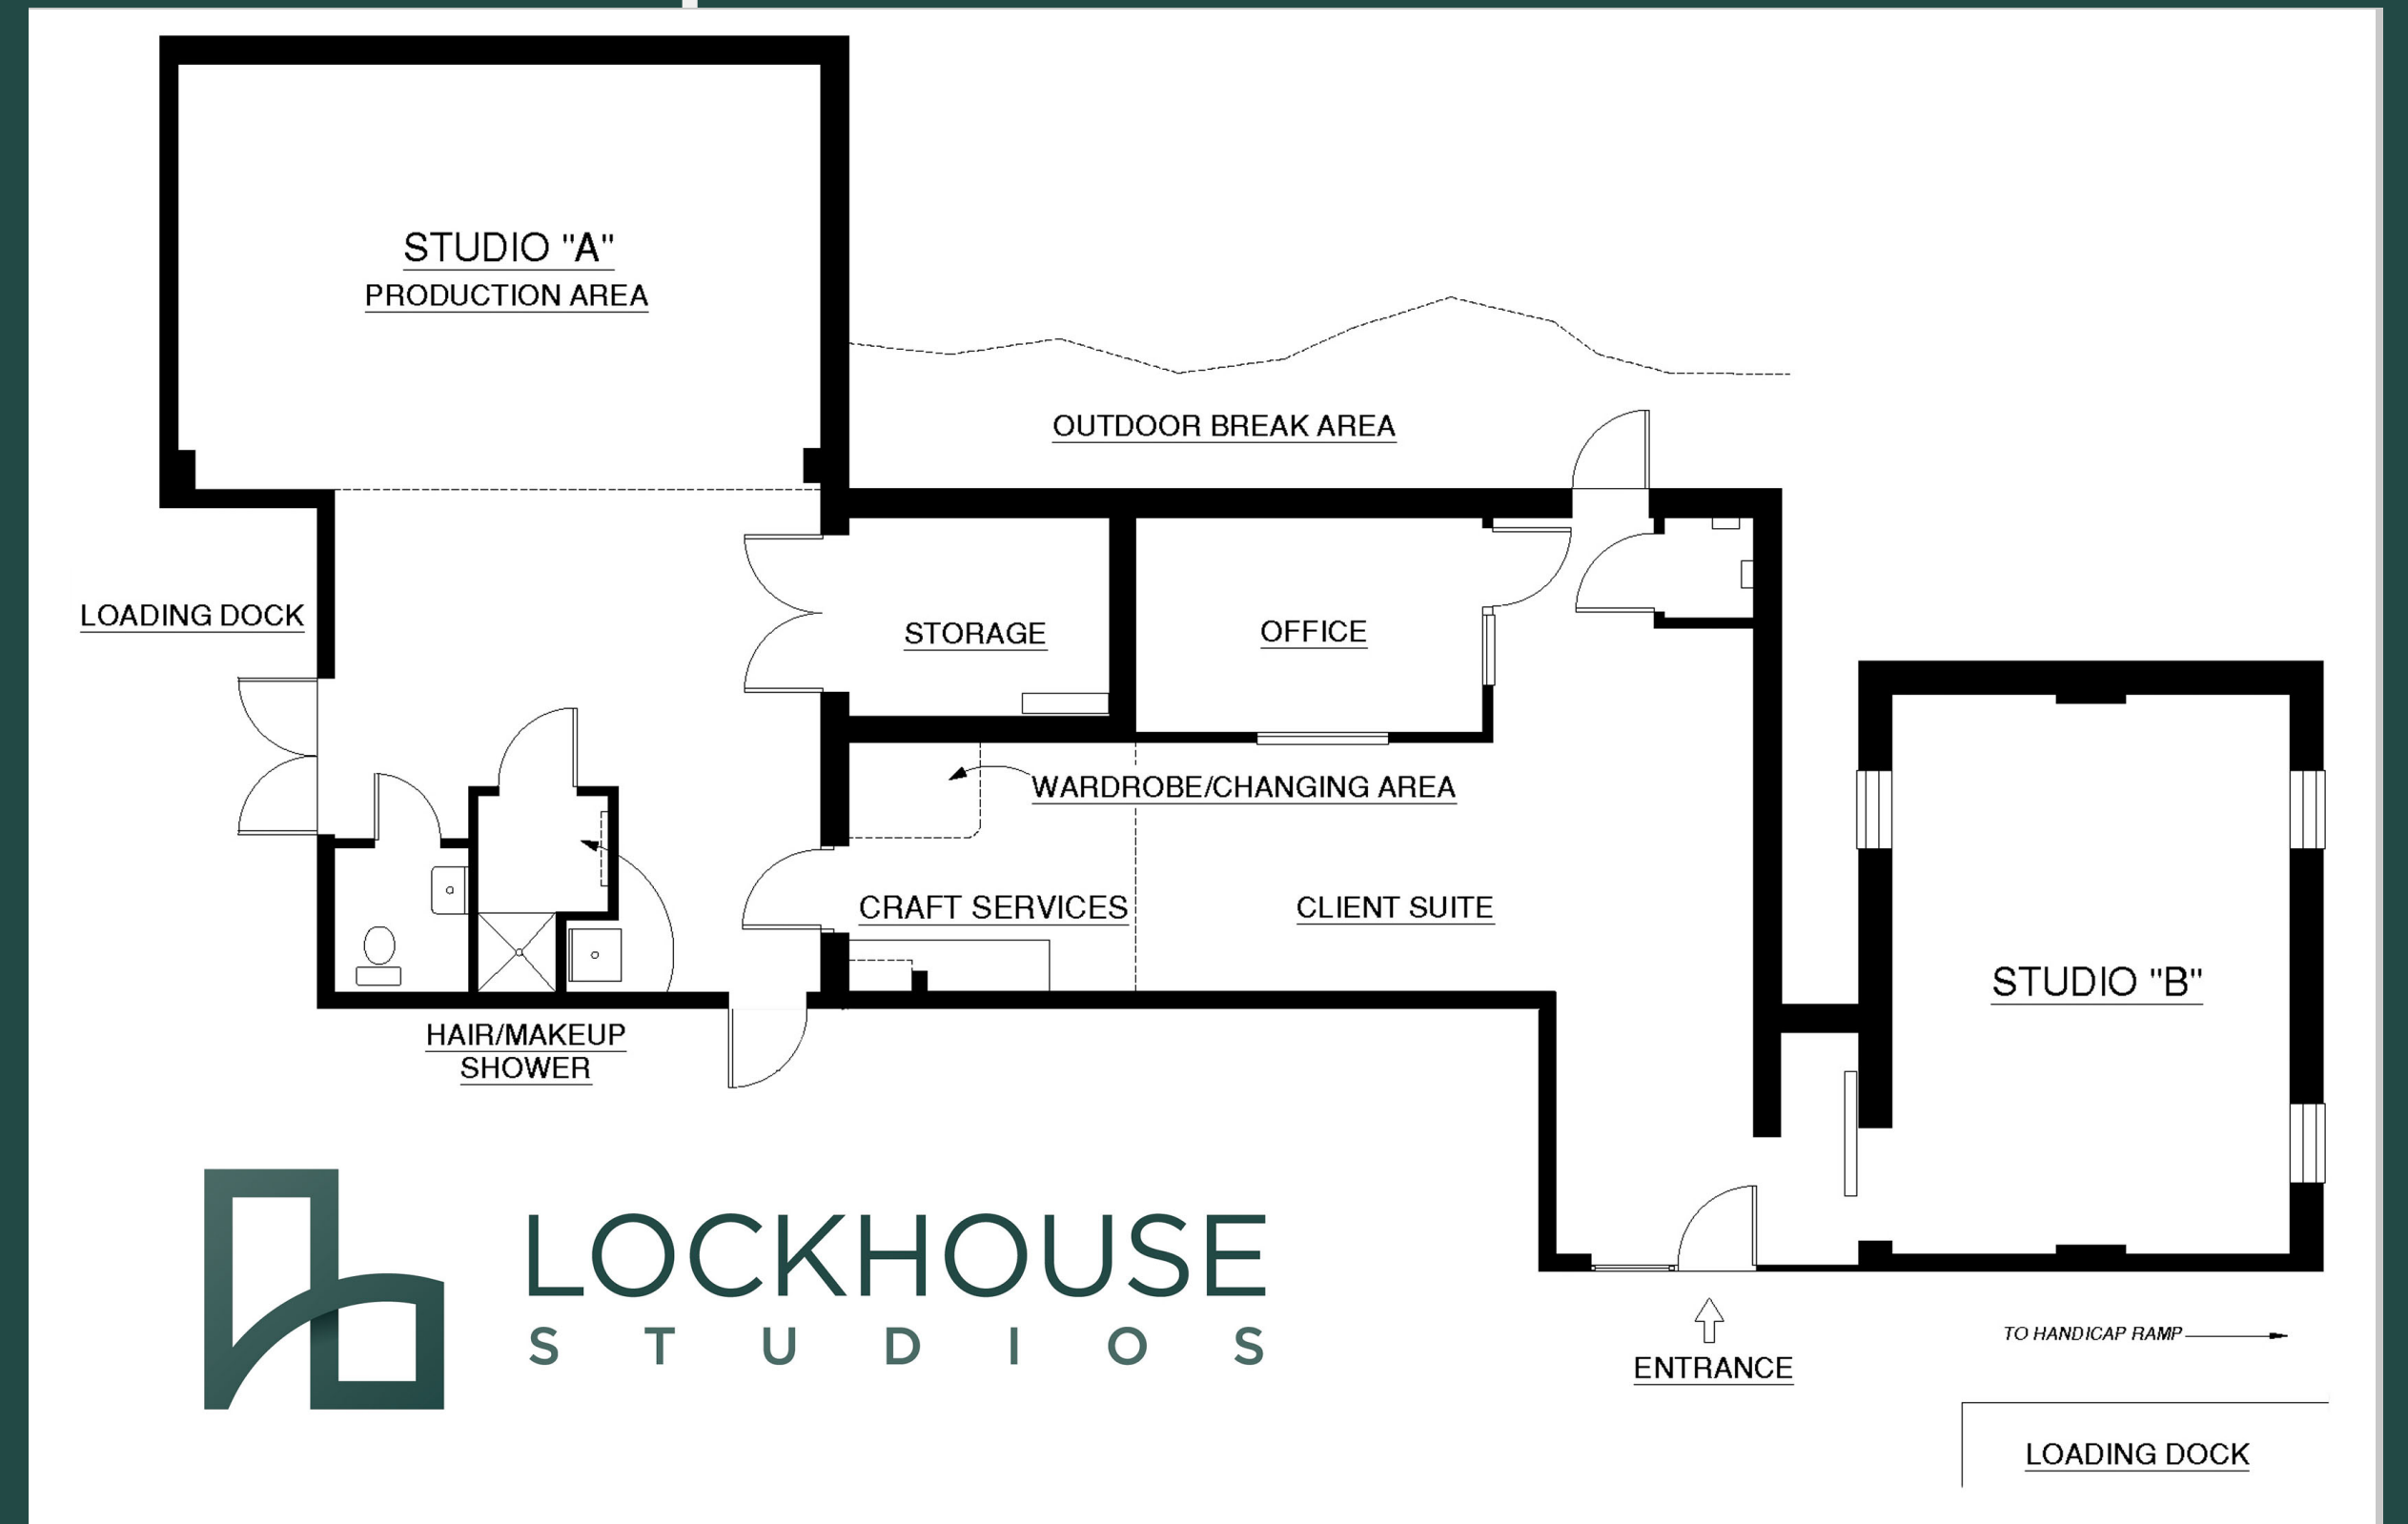 STUDIO "A"
PRODUCTION AREA
OUTDOOR BREAK AREA
LOADING DOCK
STORAGE
OFFICE
WARDROBE/CHANGING AREA
CRAFT SERVICES
CLIENT SUITE
STUDIO "B"
HAIR/MAKEUP
SHOWER
LOCKHOUSE
STUDIOS
ENTRANCE
TO HANDICAP RAMP
LOADING DOCK